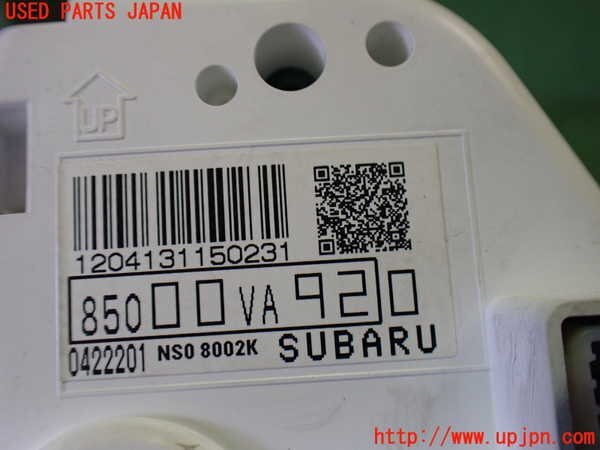 USED PARTS JAPAN
UP
1204131150231
85000VA920
0422201 NS0 8002K SUBARU
http://www.upjpn.com/